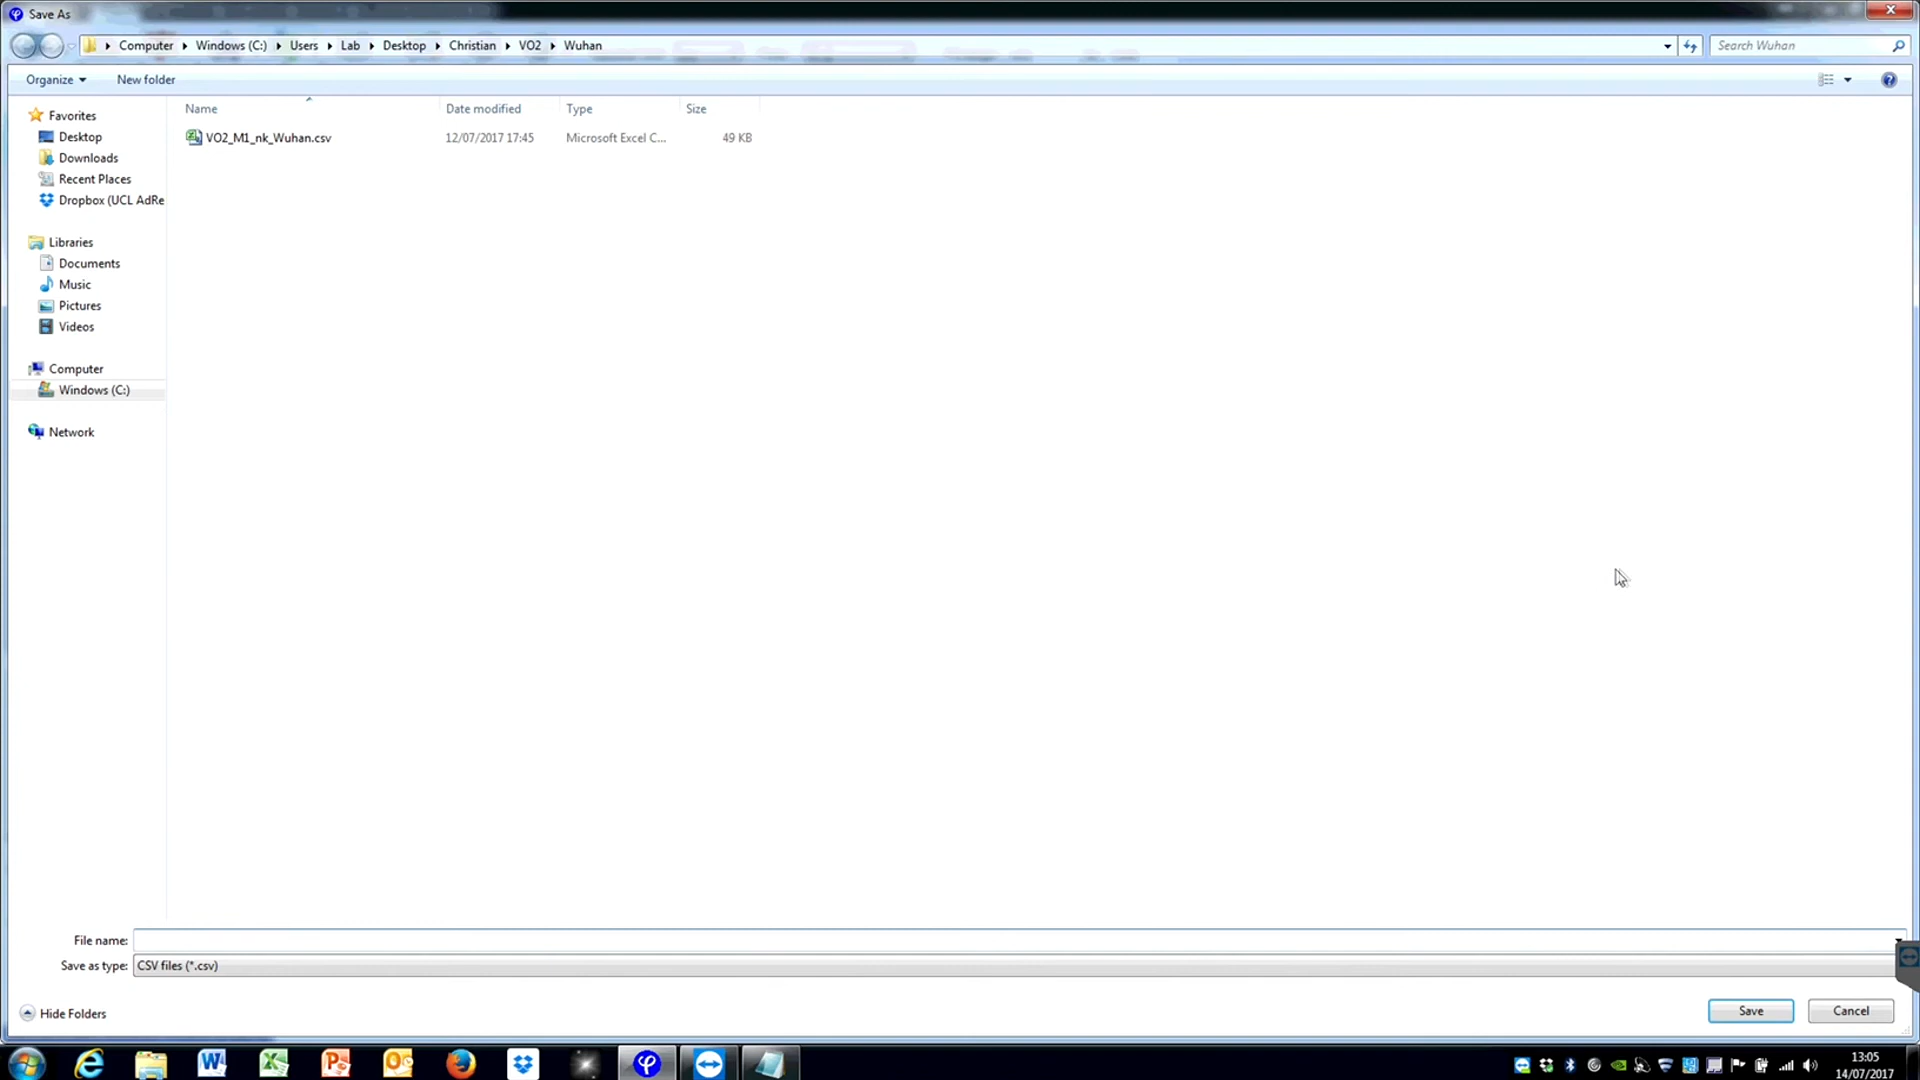 Save As
Computer Windows (C:) Users Lab Desktop Christian VO2 Wuhan
Search Wuhan
Organize New folder
Name Date modified Type Size
VO2_M1_nk_Wuhan.csv 12/07/2017 17:45 Microsoft Excel C... 49 KB
Favorites
Desktop
Downloads
Recent Places
Dropbox (UCL AdRe
Libraries
Documents
Music
Pictures
Videos
Computer
Windows (C:)
Network
File name:
Save as type: CSV files (*.csv)
Hide Folders
Save Cancel
13:05
14/07/2017